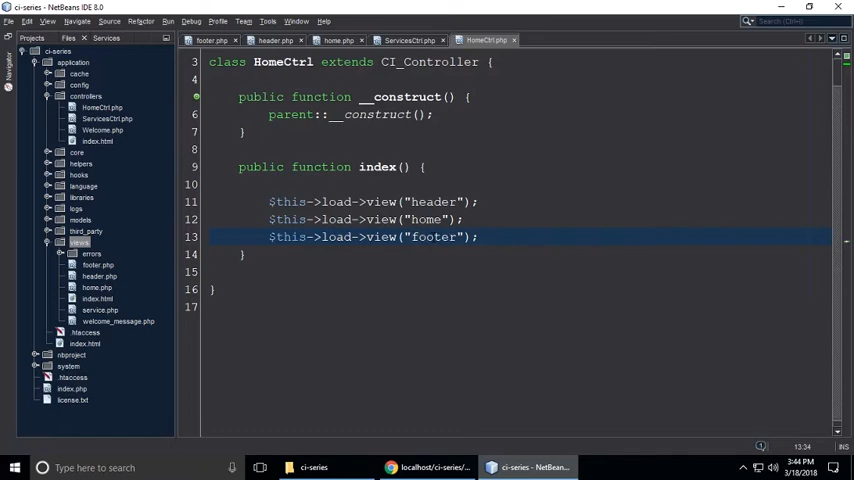 ci-series - NetBeans IDE 8.0
File Edit View Navigate Source Refactor Run Debug Profile Team Tools Window Help
Search (Ctrl+I)
Projects Files Services
footer.php header.php home.php ServicesCtrl.php HomeCtrl.php
Navigator
ci-series
application
cache
config
controllers
HomeCtrl.php
ServicesCtrl.php
Welcome.php
index.html
core
helpers
hooks
language
libraries
logs
models
third_party
views
errors
footer.php
header.php
home.php
index.html
service.php
welcome_message.php
.htaccess
index.html
nbproject
system
.htaccess
index.php
license.txt
3 class HomeCtrl extends CI_Controller {
4
public function __construct() {
6 parent::__construct();
7 }
8
9 public function index() {
10
11 $this->load->view("header");
12 $this->load->view("home");
13 $this->load->view("footer");
14 }
15
16 }
17
1 13:34 INS
Type here to search
ci-series
localhost/ci-series/...
ci-series - NetBean...
3:44 PM
3/18/2018